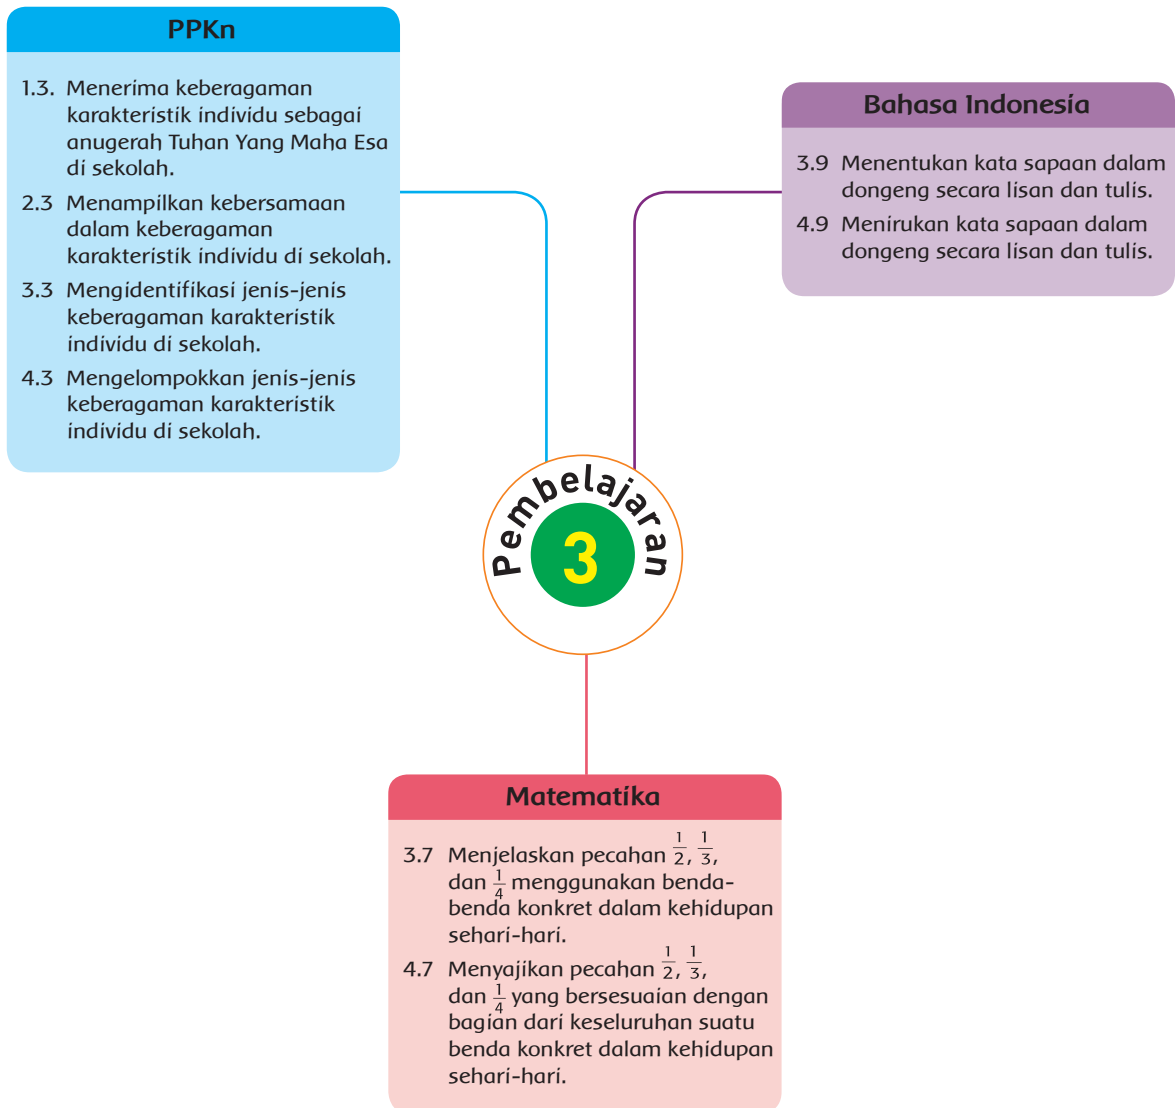 PPKn
1.3. Menerima keberagaman
karakteristik individu sebagai
anugerah Tuhan Yang Maha Esa
di sekolah.
2.3 Menampilkan kebersamaan
dalam keberagaman
karakteristik individu di sekolah.
3.3 Mengidentifikasi jenis-jenis
keberagaman karakteristik
individu di sekolah.
4.3 Mengelompokkan jenis-jenis
keberagaman karakteristik
individu di sekolah.
Bahasa Indonesia
3.9 Menentukan kata sapaan dalam
dongeng secara lisan dan tulis.
4.9 Menirukan kata sapaan dalam
dongeng secara lisan dan tulis.
Pembelajaran
3
Matematika
3.7 Menjelaskan pecahan 1/2, 1/3,
dan 1/4 menggunakan benda-
benda konkret dalam kehidupan
sehari-hari.
4.7 Menyajikan pecahan 1/2, 1/3,
dan 1/4 yang bersesuaian dengan
bagian dari keseluruhan suatu
benda konkret dalam kehidupan
sehari-hari.